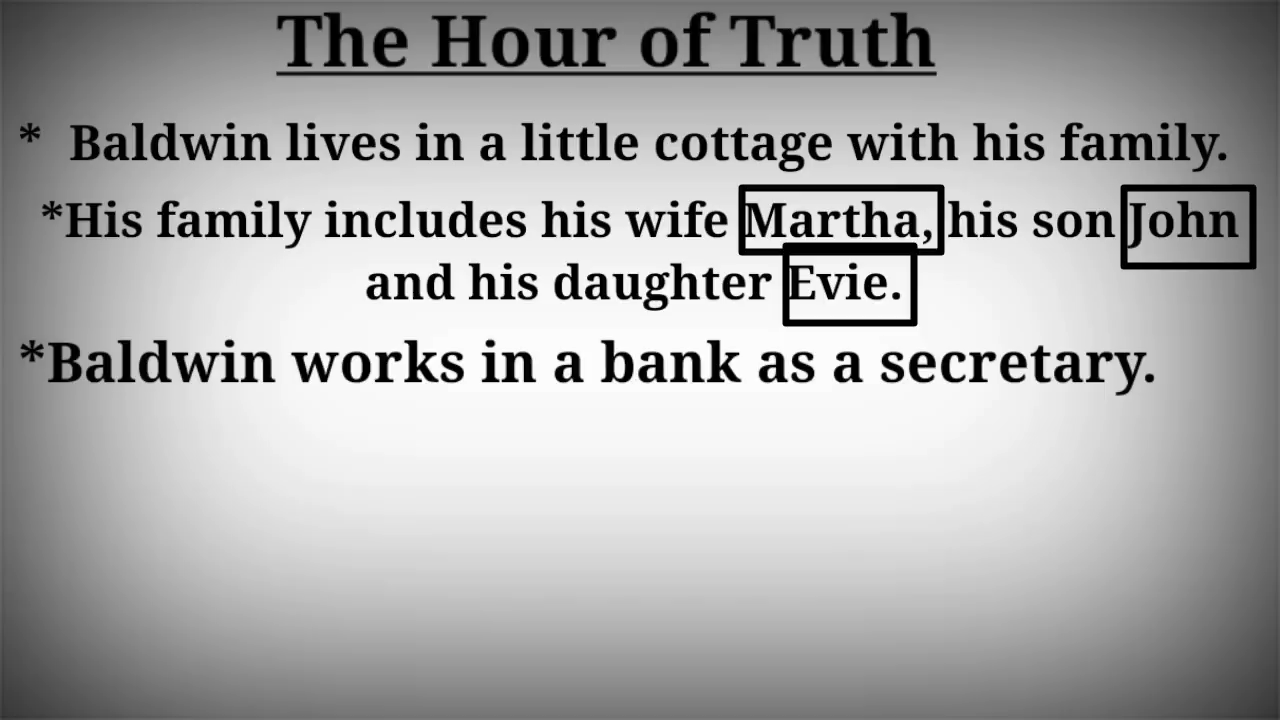 The Hour of Truth
* Baldwin lives in a little cottage with his family.
*His family includes his wife Martha, his son John
and his daughter Evie.
*Baldwin works in a bank as a secretary.